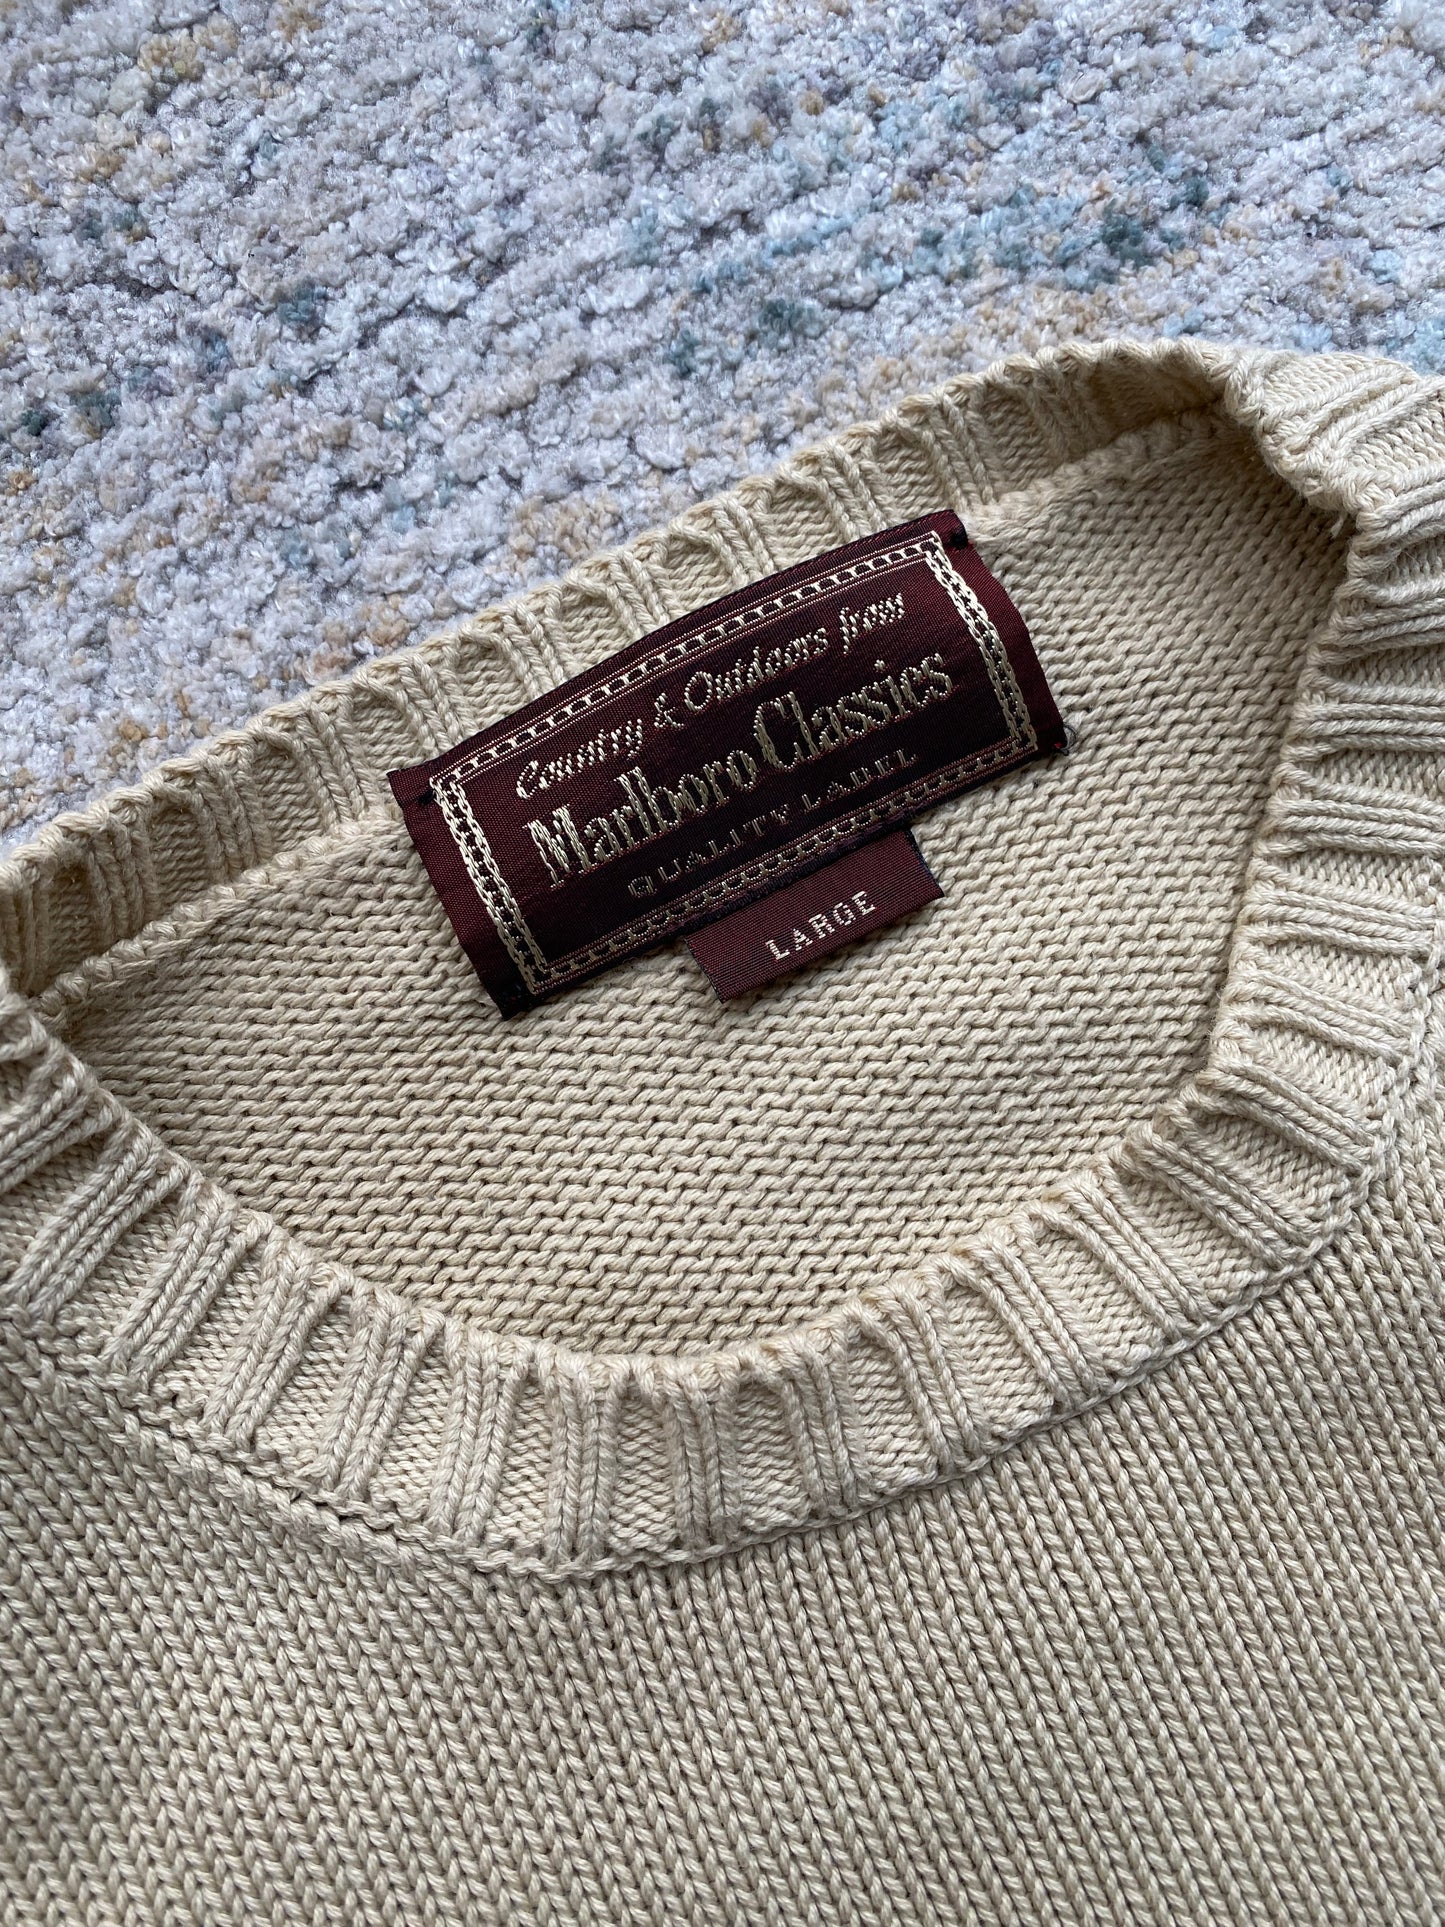 Country & Outdoors from
Marlboro Classics
QUALITY LABEL
LARGE